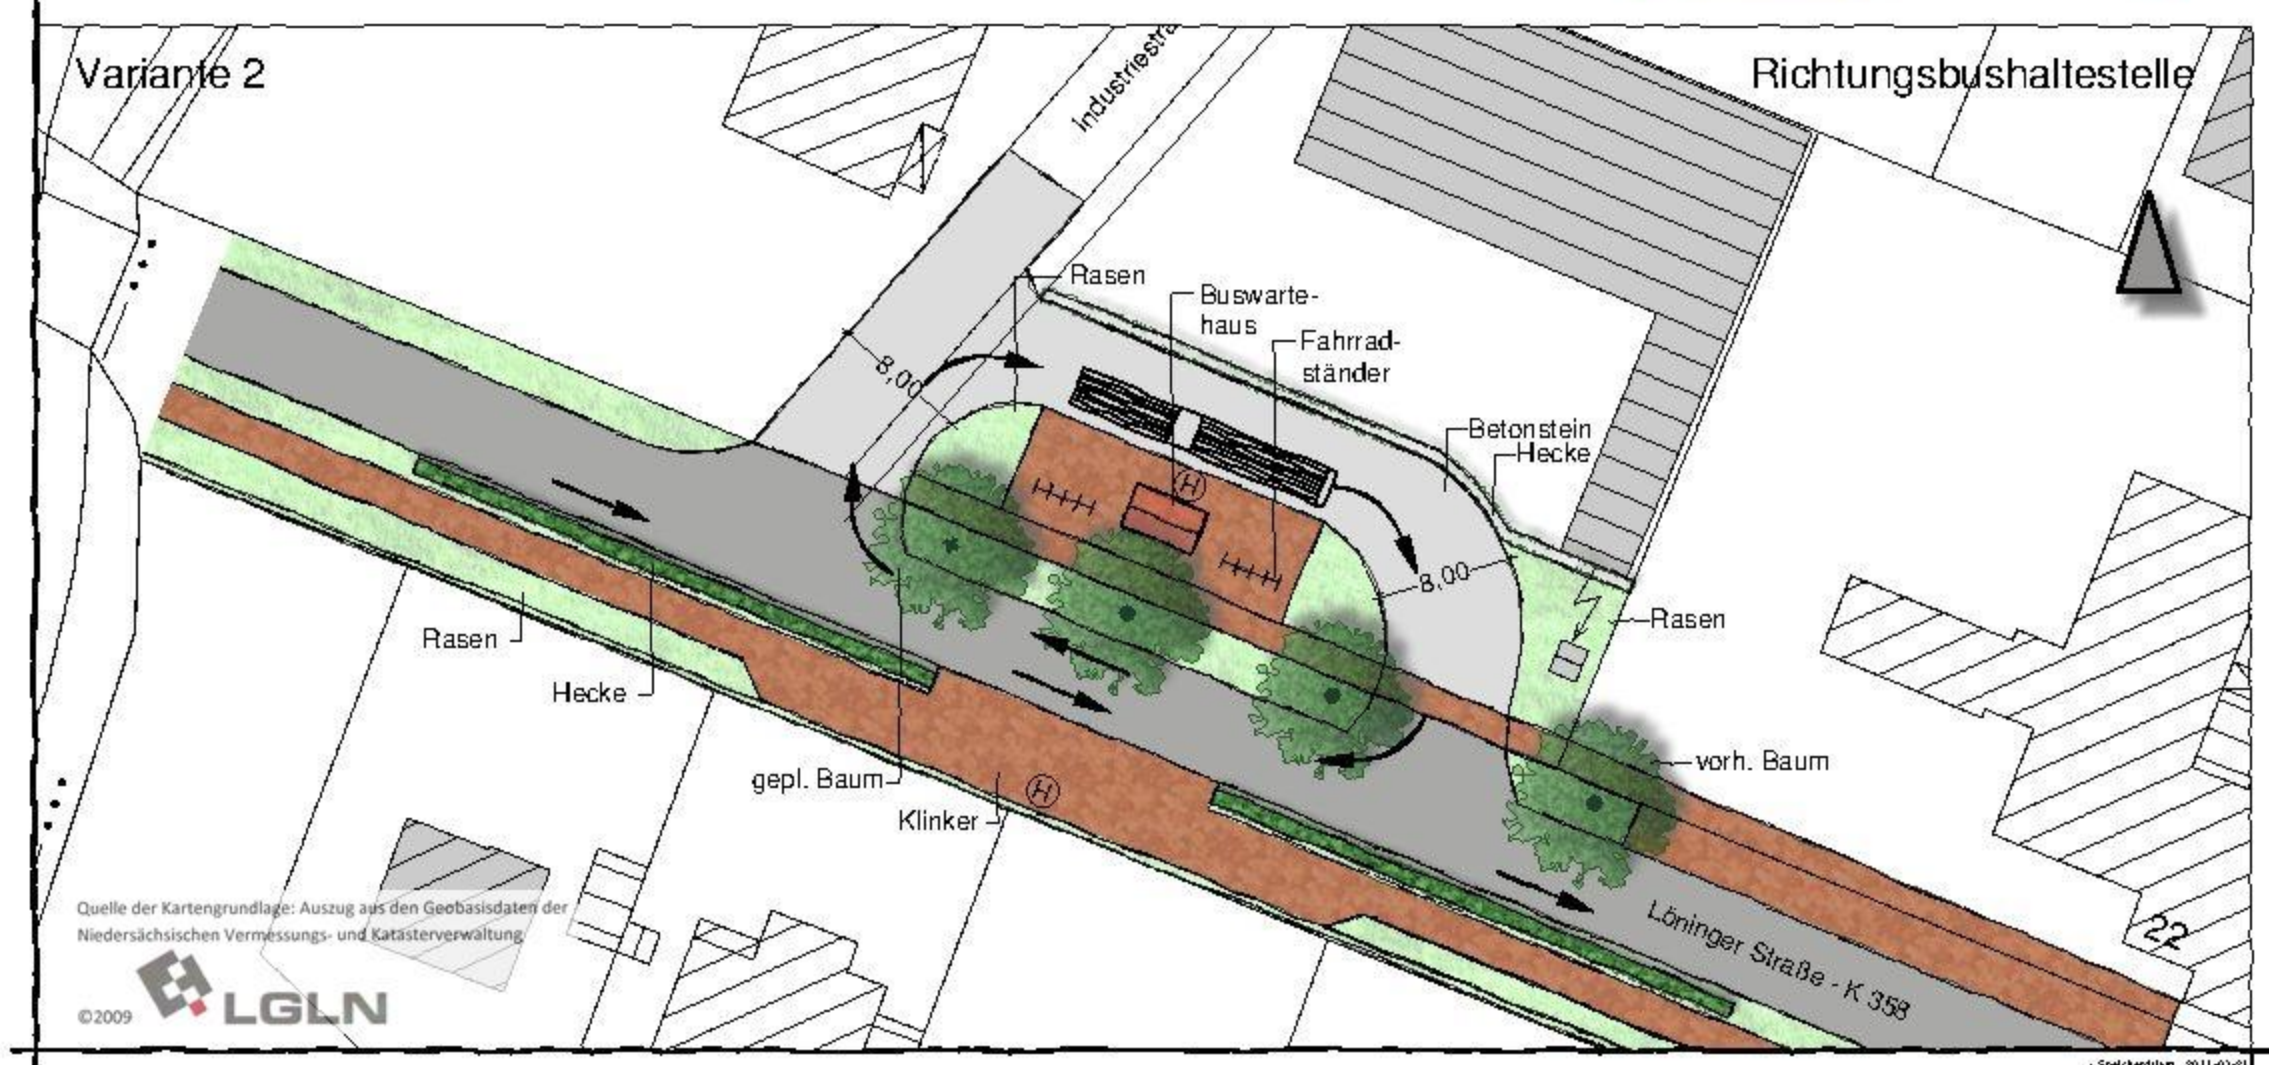 Variante 2
Richtungsbushaltestelle
Rasen
Buswarte-
haus
Fahrrad-
ständer
8,00
Betonstein
Hecke
H
8,00
Rasen
Rasen
Hecke
vorh. Baum
gepl. Baum
Klinker
H
Löninger Straße - K 358
22
Quelle der Kartengrundlage: Auszug aus den Geobasisdaten der
Niedersächsischen Vermessungs- und Katasterverwaltung
©2009
LGLN